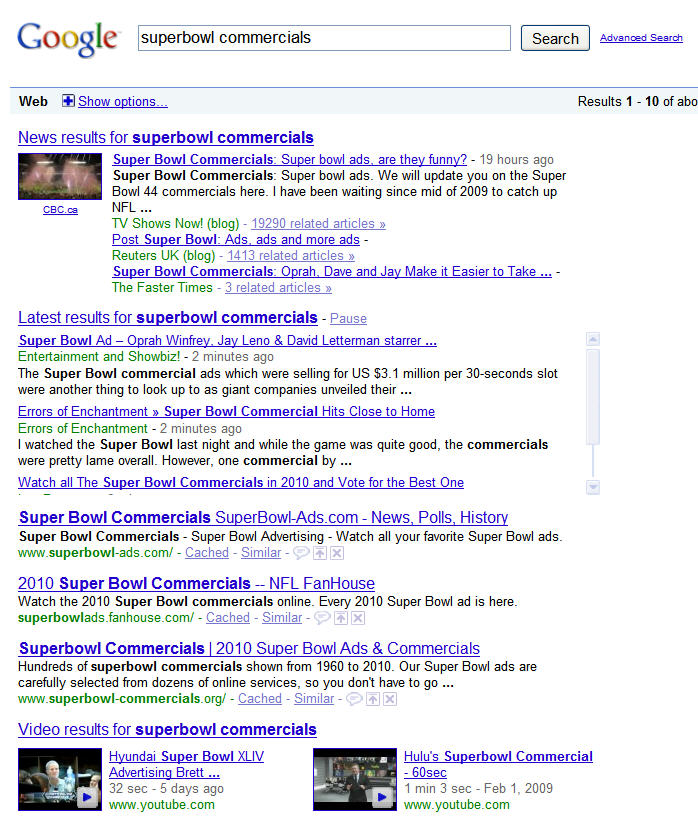 Google
superbowl commercials
Search
Advanced Search
Web
Show options...
Results 1 - 10 of abo
News results for superbowl commercials
Super Bowl Commercials: Super bowl ads, are they funny? - 19 hours ago
Super Bowl Commercials: Super bowl ads. We will update you on the Super
Bowl 44 commercials here. I have been waiting since mid of 2009 to catch up
NFL ...
CBC.ca
TV Shows Now! (blog) - 19290 related articles »
Post Super Bowl: Ads, ads and more ads -
Reuters UK (blog) - 1413 related articles »
Super Bowl Commercials: Oprah, Dave and Jay Make it Easier to Take ... -
The Faster Times - 3 related articles »
Latest results for superbowl commercials - Pause
Super Bowl Ad – Oprah Winfrey, Jay Leno & David Letterman starrer ...
Entertainment and Showbiz! - 2 minutes ago
The Super Bowl commercial ads which were selling for US $3.1 million per 30-seconds slot
were another thing to look up to as giant companies unveiled their ...
Errors of Enchantment » Super Bowl Commercial Hits Close to Home
Errors of Enchantment - 2 minutes ago
I watched the Super Bowl last night and while the game was quite good, the commercials
were pretty lame overall. However, one commercial by ...
Watch all The Super Bowl Commercials in 2010 and Vote for the Best One
Super Bowl Commercials SuperBowl-Ads.com - News, Polls, History
Super Bowl Commercials - Super Bowl Advertising - Watch all your favorite Super Bowl ads.
www.superbowl-ads.com/ - Cached - Similar -
2010 Super Bowl Commercials -- NFL FanHouse
Watch the 2010 Super Bowl commercials online. Every 2010 Super Bowl ad is here.
superbowlads.fanhouse.com/ - Cached - Similar -
Superbowl Commercials | 2010 Super Bowl Ads & Commercials
Hundreds of superbowl commercials shown from 1960 to 2010. Our Super Bowl ads are
carefully selected from dozens of online services, so you don't have to go ...
www.superbowl-commercials.org/ - Cached - Similar -
Video results for superbowl commercials
Hyundai Super Bowl XLIV
Advertising Brett ...
32 sec - 5 days ago
www.youtube.com
Hulu's Superbowl Commercial
- 60sec
1 min 3 sec - Feb 1, 2009
www.youtube.com